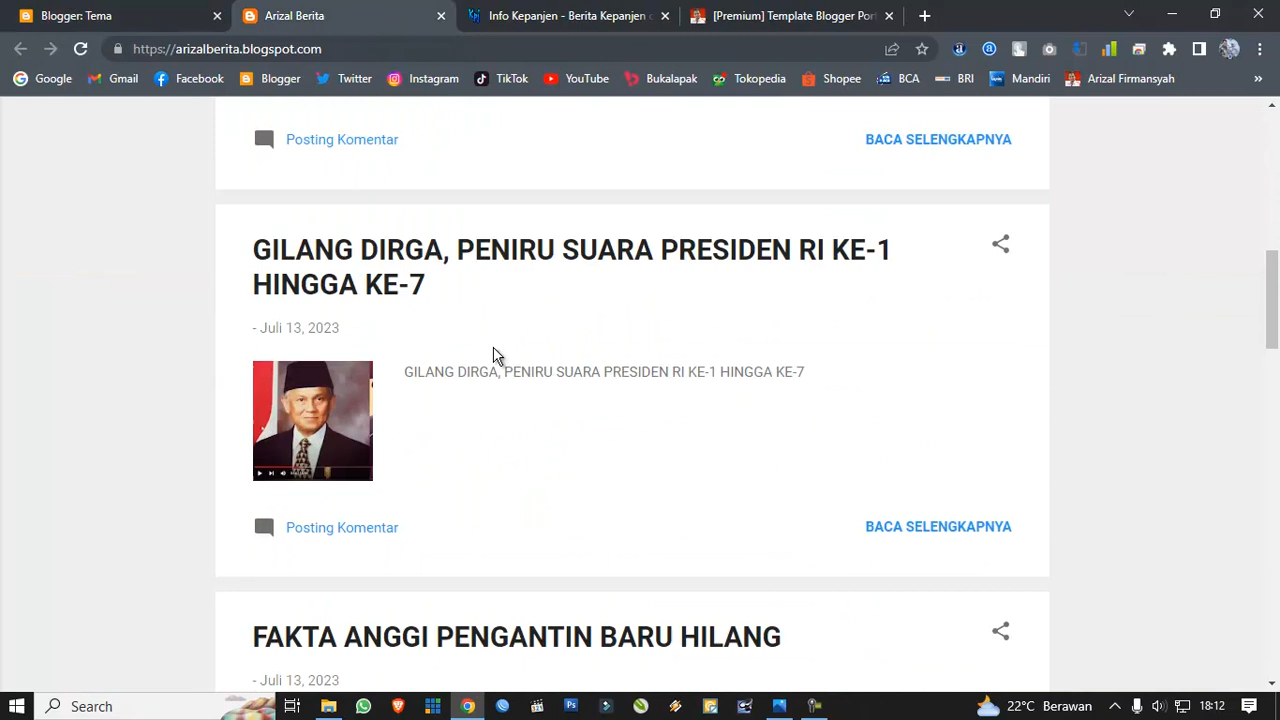 Blogger: Tema
Arizal Berita
Info Kepanjen - Berita Kepanjen
[Premium] Template Blogger Por
https://arizalberita.blogspot.com
Google
Gmail
Facebook
Blogger
Twitter
Instagram
TikTok
YouTube
Bukalapak
Tokopedia
Shopee
BCA
BRI
Mandiri
Arizal Firmansyah
Posting Komentar
BACA SELENGKAPNYA
GILANG DIRGA, PENIRU SUARA PRESIDEN RI KE-1
HINGGA KE-7
- Juli 13, 2023
GILANG DIRGA, PENIRU SUARA PRESIDEN RI KE-1 HINGGA KE-7
Posting Komentar
BACA SELENGKAPNYA
FAKTA ANGGI PENGANTIN BARU HILANG
- Juli 13, 2023
Search
22°C Berawan
18:12